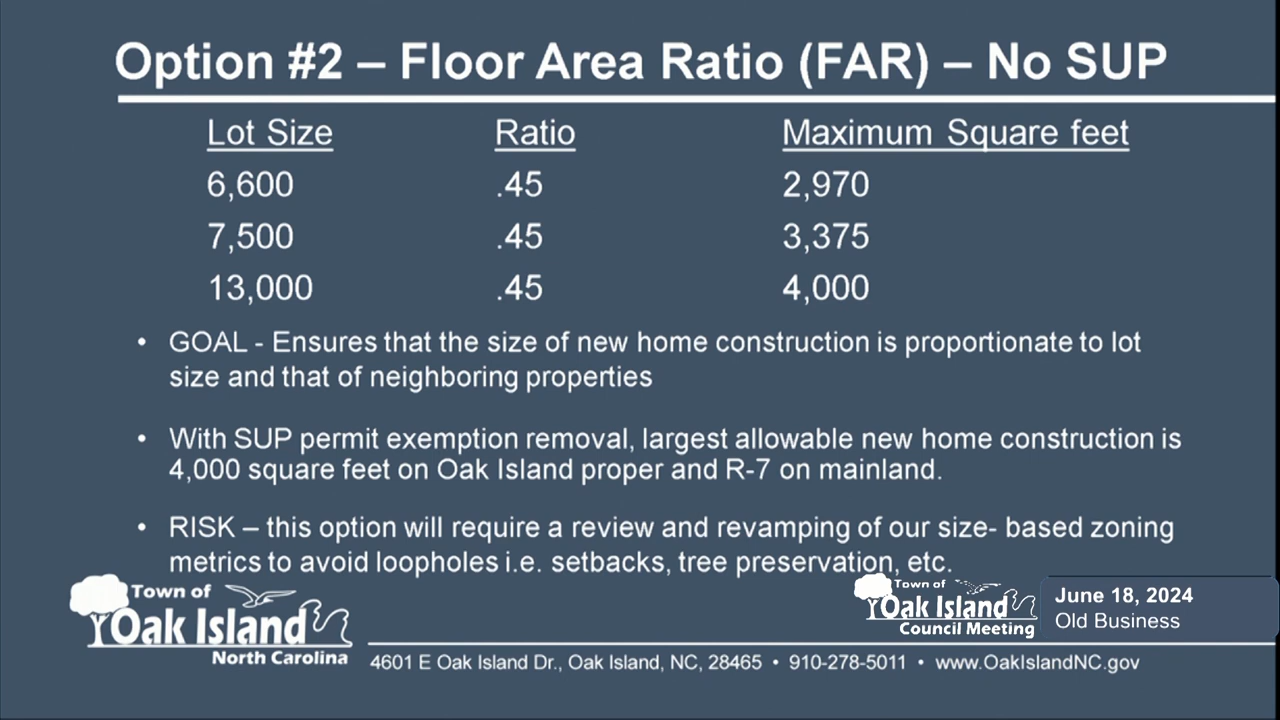 Option #2 – Floor Area Ratio (FAR) – No SUP
Lot Size Ratio Maximum Square feet
6,600 .45 2,970
7,500 .45 3,375
13,000 .45 4,000
• GOAL - Ensures that the size of new home construction is proportionate to lot
size and that of neighboring properties
• With SUP permit exemption removal, largest allowable new home construction is
4,000 square feet on Oak Island proper and R-7 on mainland.
• RISK – this option will require a review and revamping of our size- based zoning
metrics to avoid loopholes i.e. setbacks, tree preservation, etc.
Town of
Oak Island
North Carolina
4601 E Oak Island Dr., Oak Island, NC, 28465 • 910-278-5011 • www.OakIslandNC.gov
Town of
Oak Island
Council Meeting
June 18, 2024
Old Business